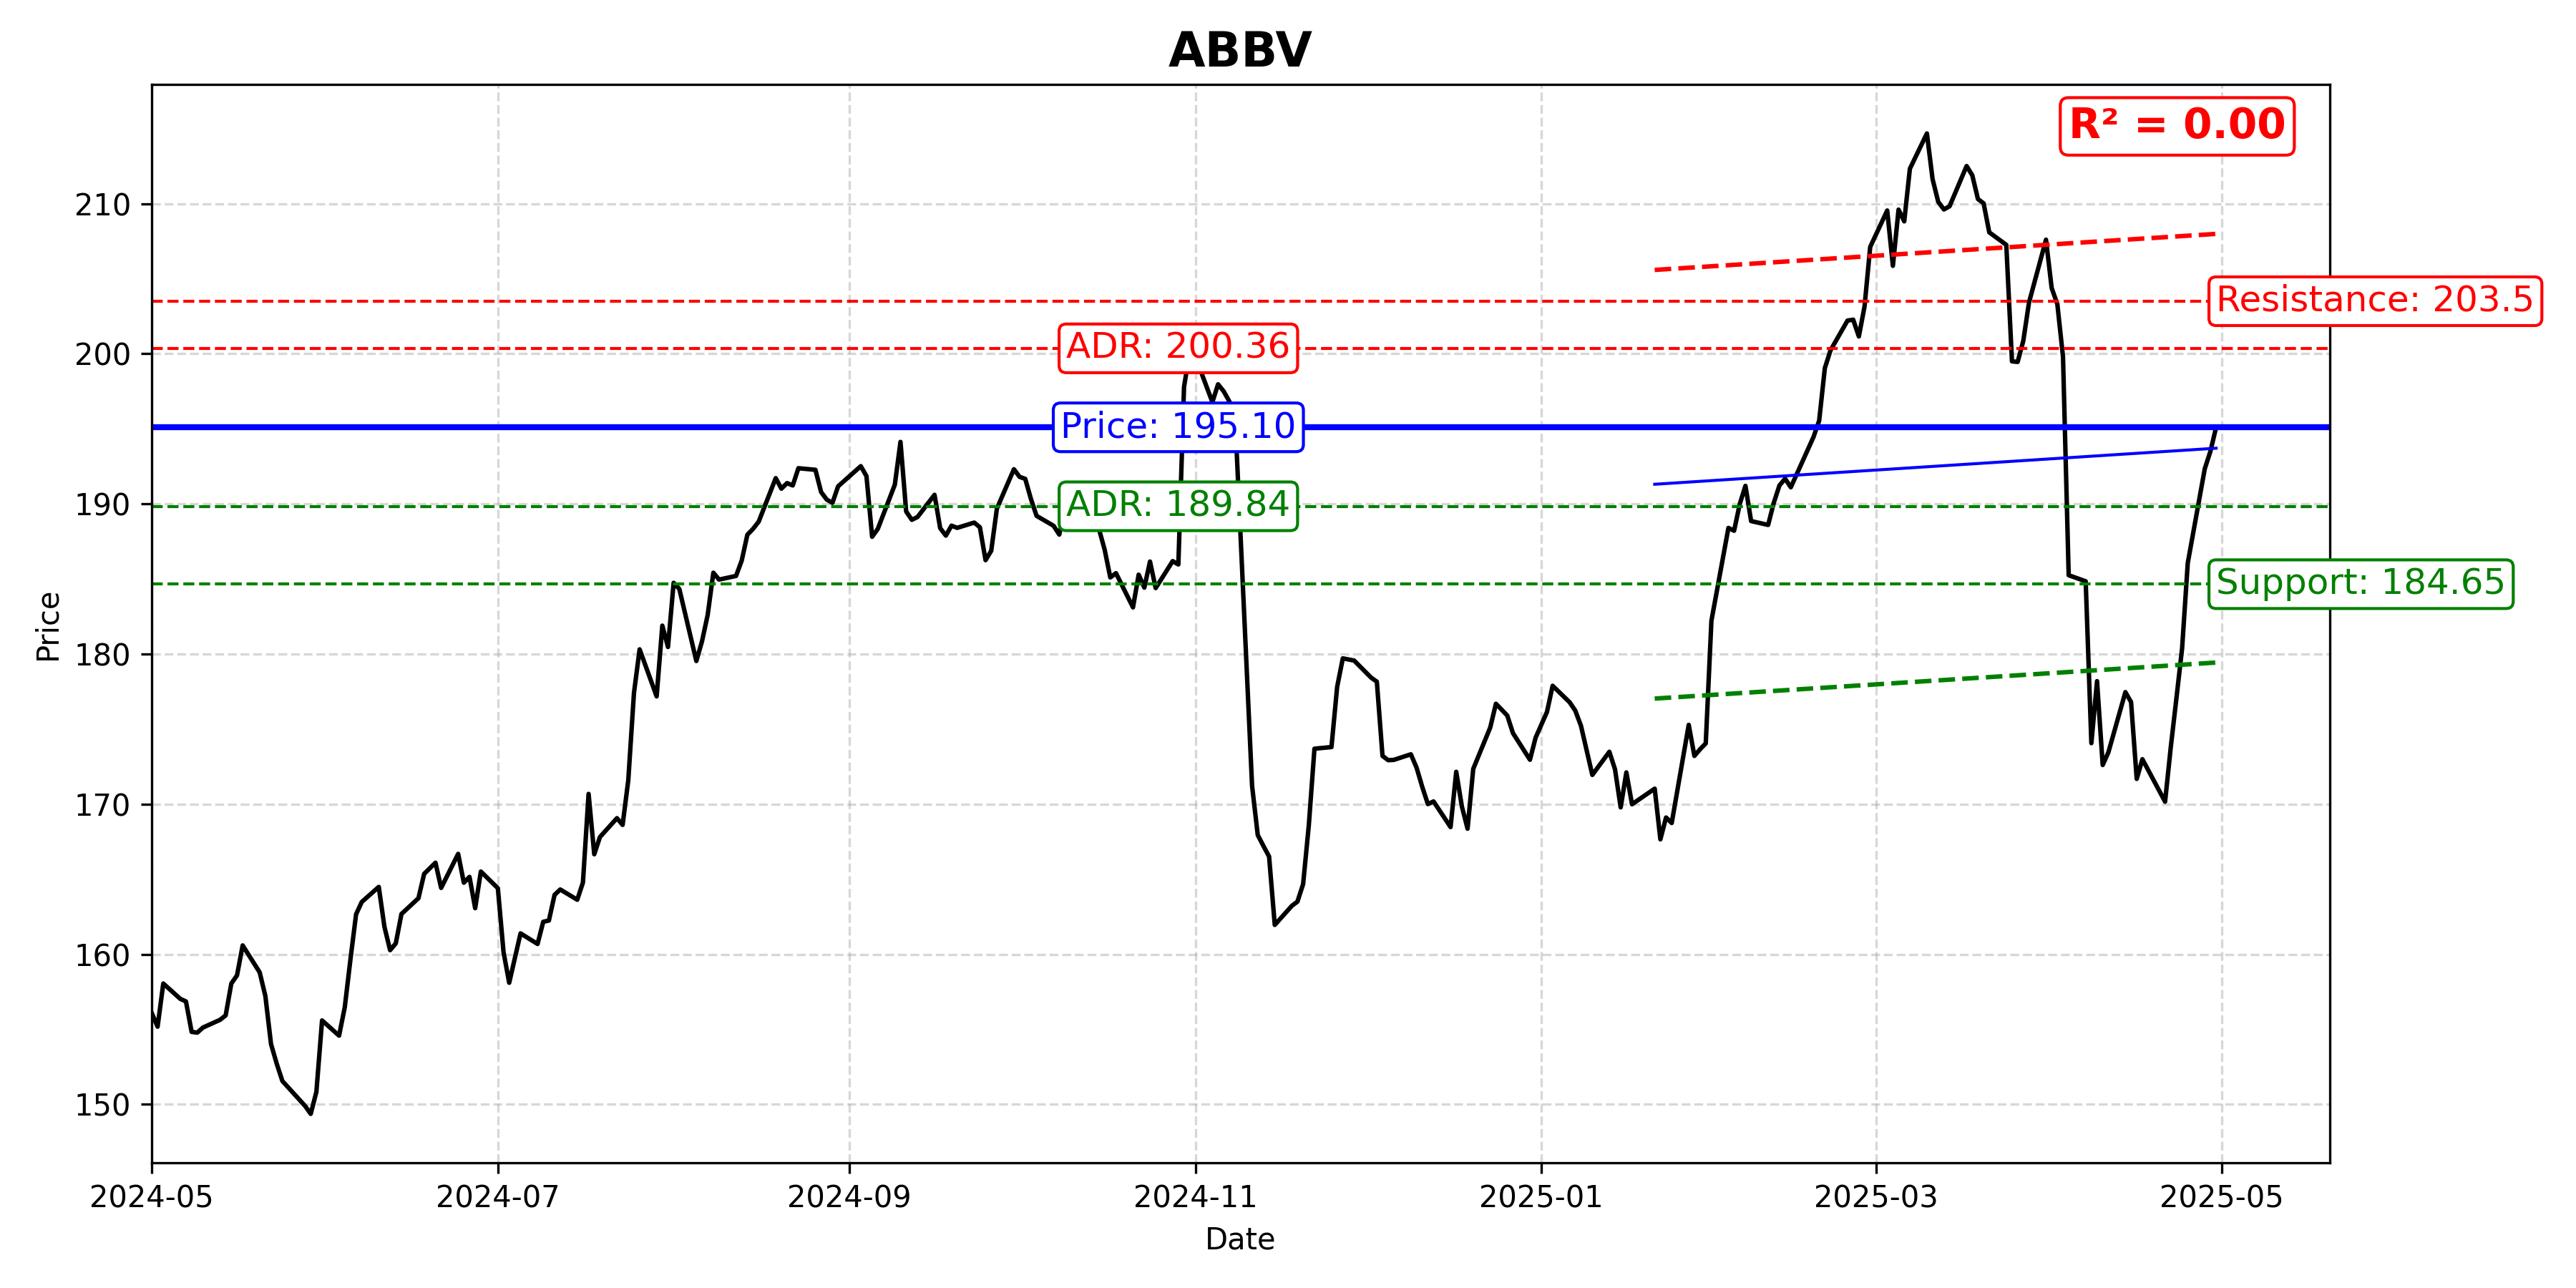 ABBV
R² = 0.00
210
Resistance: 203.5
ADR: 200.36
200
Price: 195.10
190
ADR: 189.84
Support: 184.65
Price
180
170
160
150
2024-05
2024-07
2024-09
2024-11
2025-01
2025-03
2025-05
Date